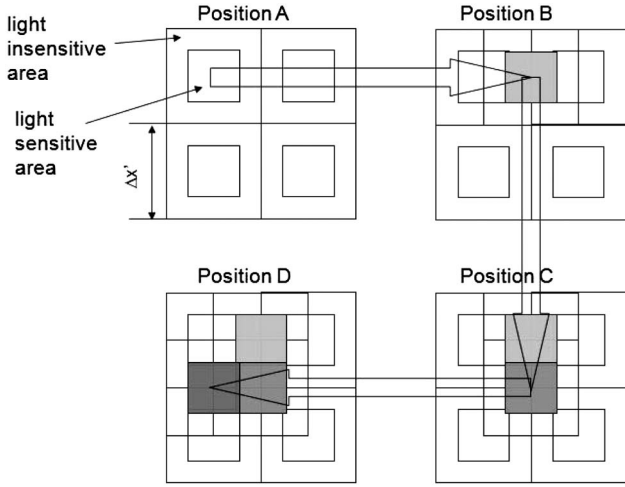 Position A
Position B
light
insensitive
area
light
sensitive
area
Δx'
Position D
Position C